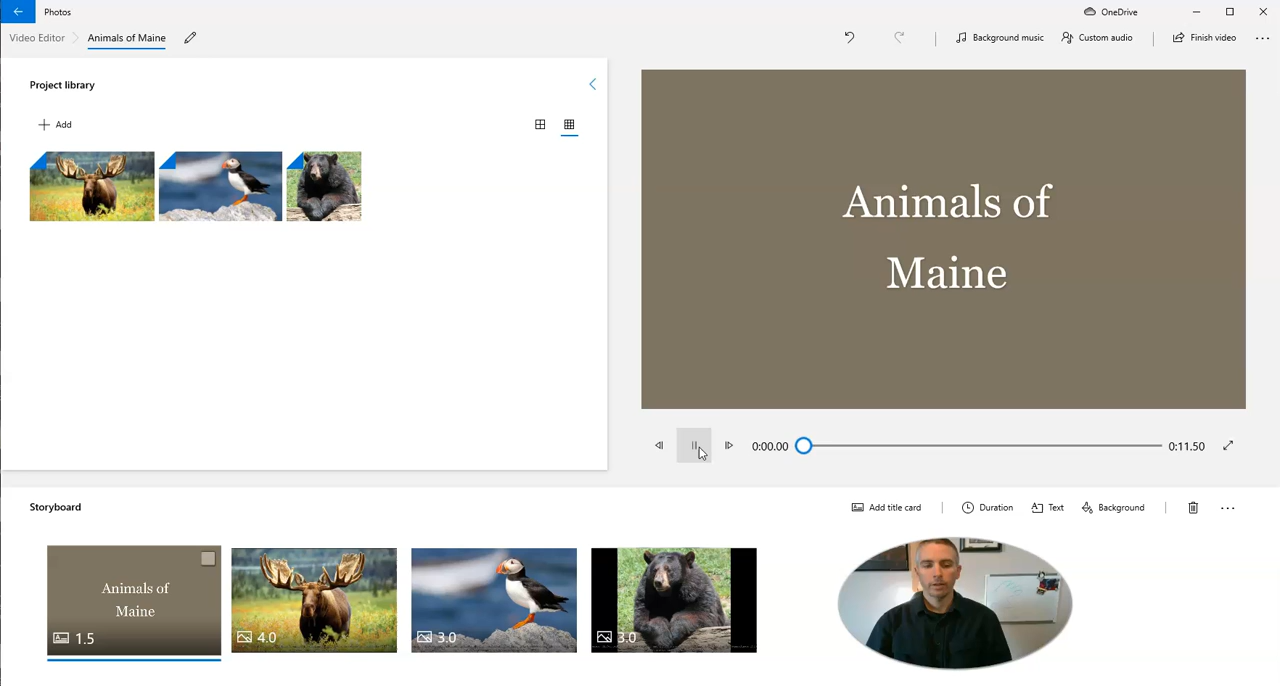 Photos
OneDrive
Video Editor
Animals of Maine
Background music
Custom audio
Finish video
Project library
Add
Animals of
Maine
0:00.00
0:11.50
Storyboard
Add title card
Duration
Text
Background
Animals of
Maine
1.5
4.0
3.0
3.0